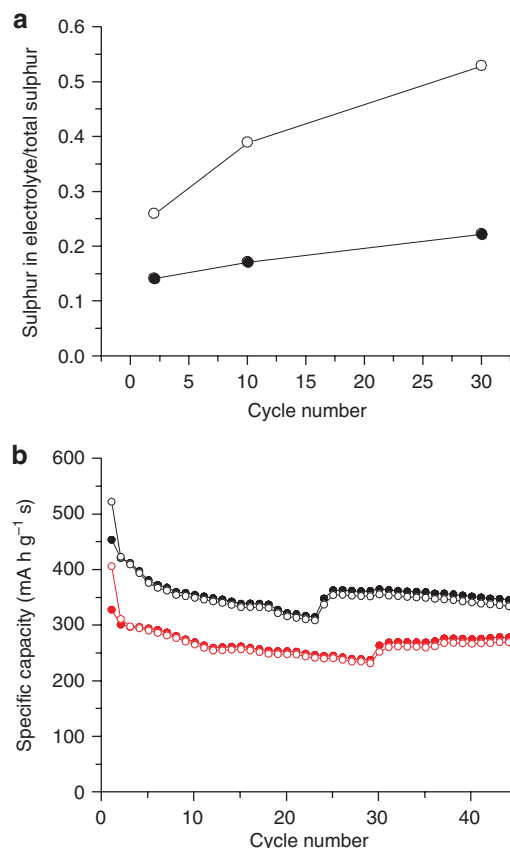 a
0.6
0.5
0.4
0.3
0.2
0.1
0.0
Sulphur in electrolyte/total sulphur
0 5 10 15 20 25 30
Cycle number
b
600
500
400
300
200
100
0
Specific capacity (mA h g⁻¹ s)
0 10 20 30 40
Cycle number